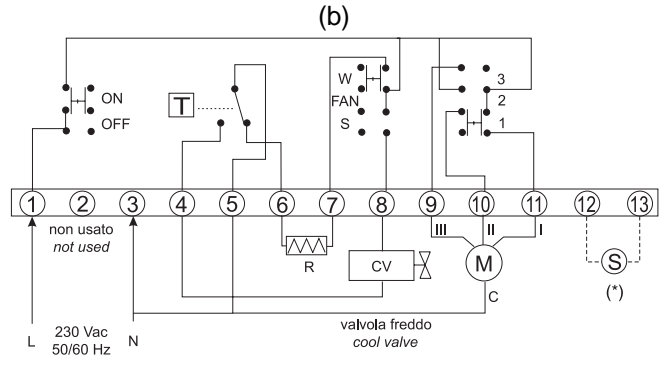 (b)
ON
OFF
T
W
FAN
S
3
2
1
1 2 3 4 5 6 7 8 9 10 11 12 13
non usato
not used
III II I
R
CV
M
S
(*)
C
L
230 Vac
50/60 Hz
N
valvola freddo
cool valve